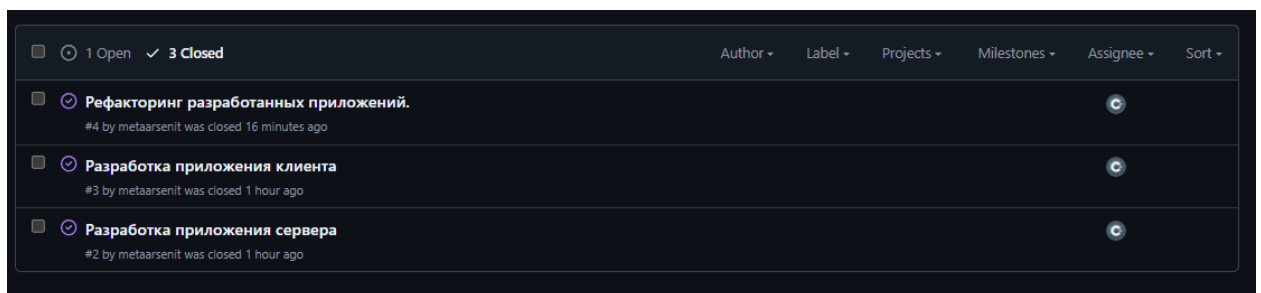 1 Open 3 Closed Author Label Projects Milestones Assignee Sort
Рефакторинг разработанных приложений.
#4 by metaarsenit was closed 16 minutes ago
Разработка приложения клиента
#3 by metaarsenit was closed 1 hour ago
Разработка приложения сервера
#2 by metaarsenit was closed 1 hour ago